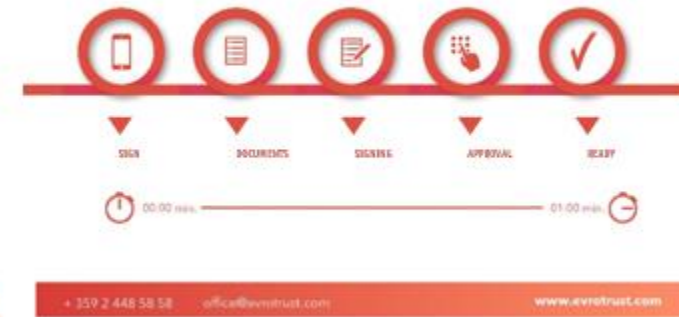 SIGN DOCUMENTS SIGNING APPROVAL READY
00:00 min. 01:00 min.
+ 359 2 448 58 58 office@evrotrust.com www.evrotrust.com